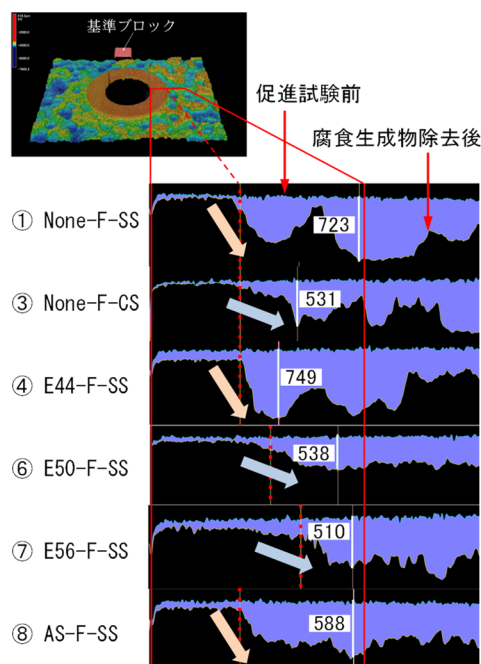 基準ブロック
促進試験前
腐食生成物除去後
① None-F-SS
723
③ None-F-CS
531
④ E44-F-SS
749
⑥ E50-F-SS
538
⑦ E56-F-SS
510
⑧ AS-F-SS
588